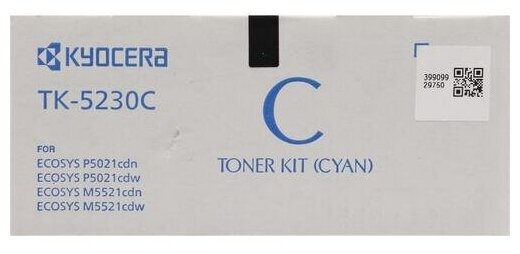 KYOCERA
TK-5230C
FOR
ECOSYS P5021cdn
ECOSYS P5021cdw
ECOSYS M5521cdn
ECOSYS M5521cdw
C
TONER KIT (CYAN)
399099
29750